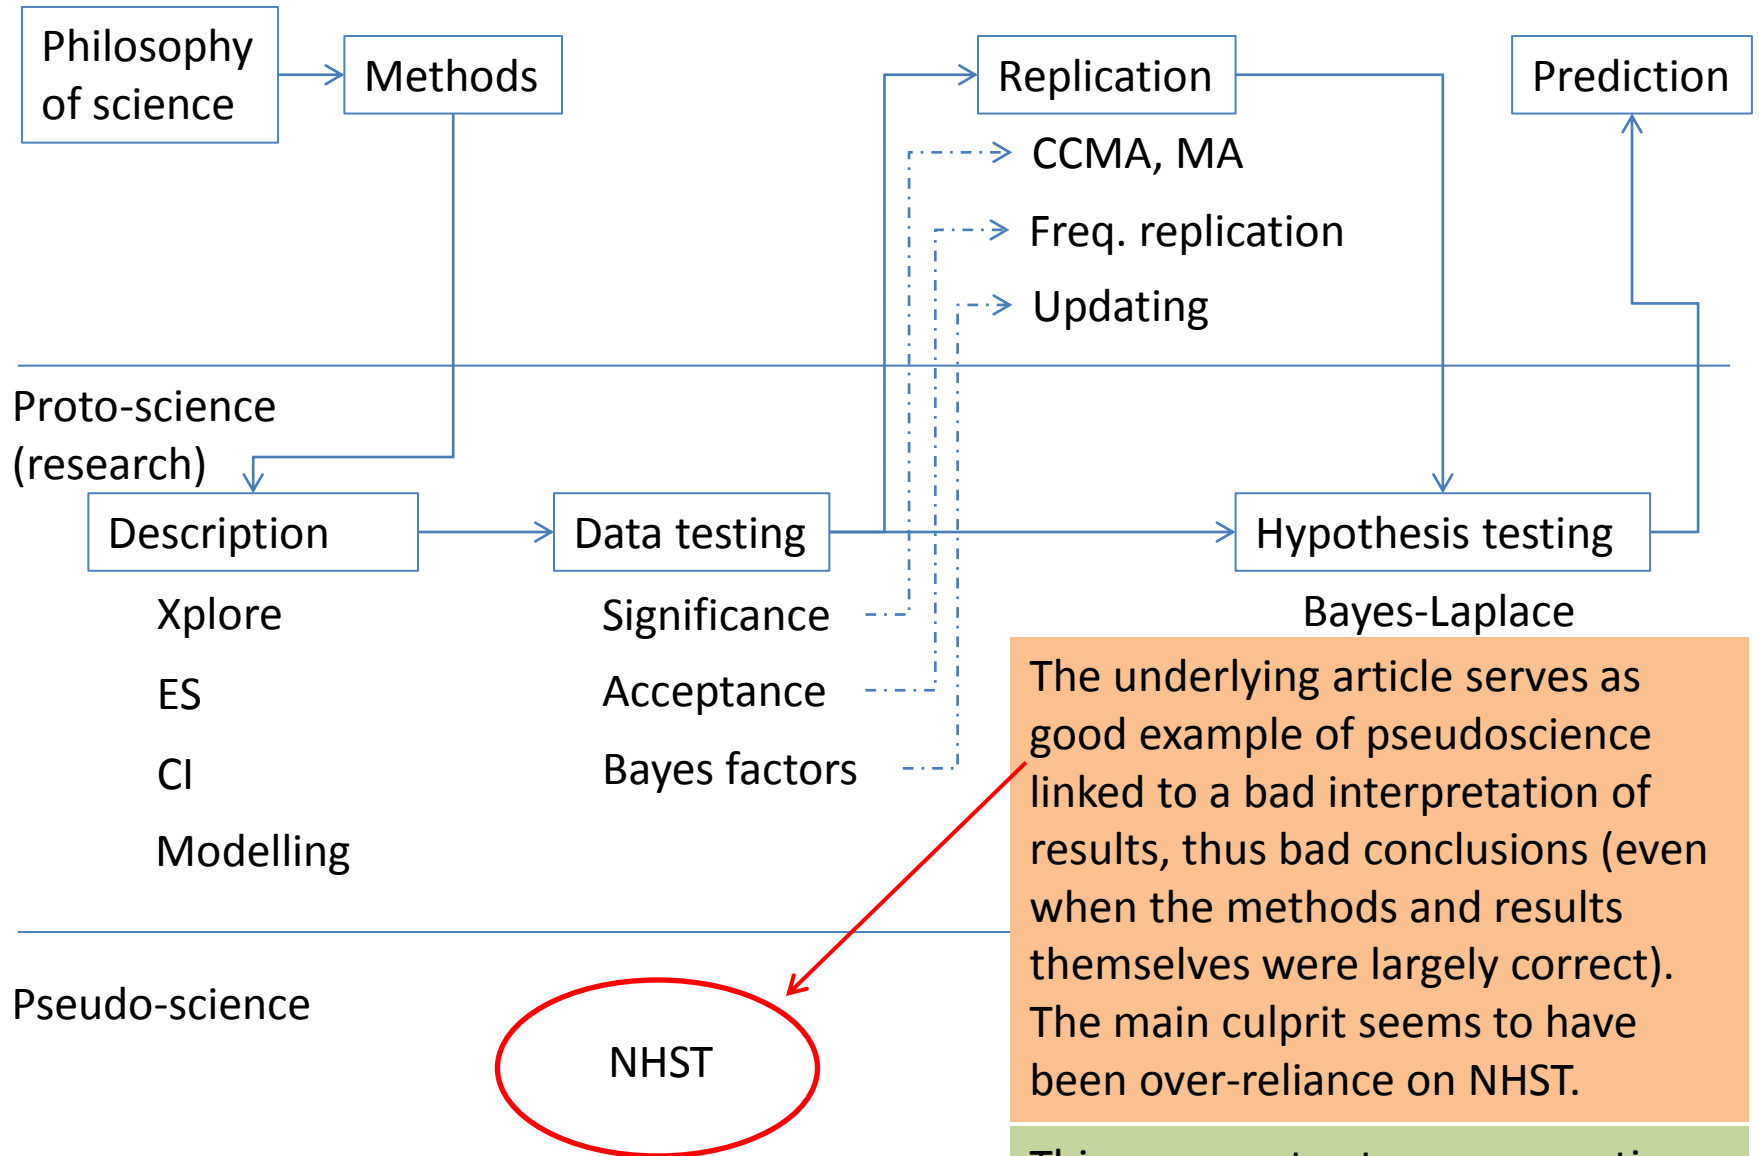 Philosophy
of science
Methods
Replication
Prediction
CCMA, MA
Freq. replication
Updating
Proto-science
(research)
Description
Data testing
Hypothesis testing
Xplore
ES
CI
Modelling
Significance
Acceptance
Bayes factors
Bayes-Laplace
The underlying article serves as
good example of pseudoscience
linked to a bad interpretation of
results, thus bad conclusions (even
when the methods and results
themselves were largely correct).
The main culprit seems to have
been over-reliance on NHST.
Pseudo-science
NHST